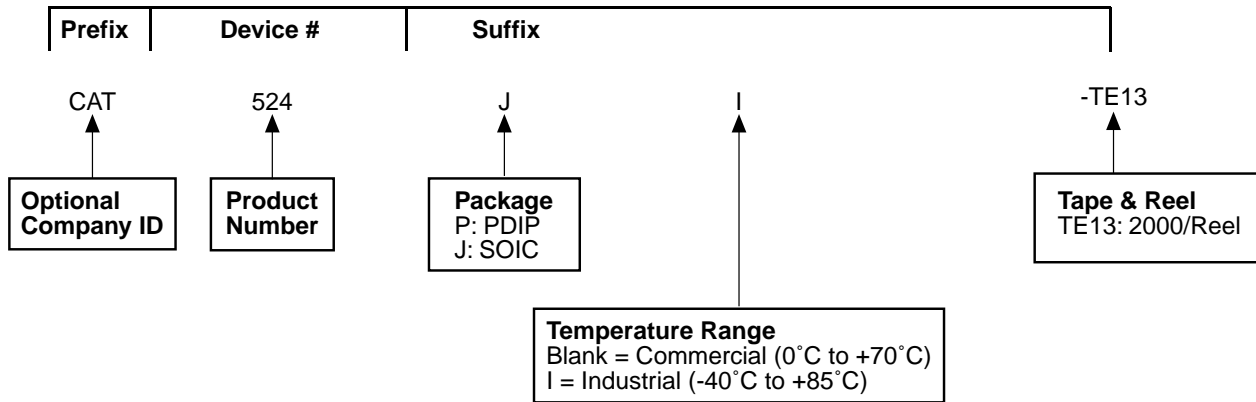 Prefix Device # Suffix
CAT 524 J I -TE13
Optional
Company ID
Product
Number
Package
P: PDIP
J: SOIC
Tape & Reel
TE13: 2000/Reel
Temperature Range
Blank = Commercial (0˚C to +70˚C)
I = Industrial (-40˚C to +85˚C)